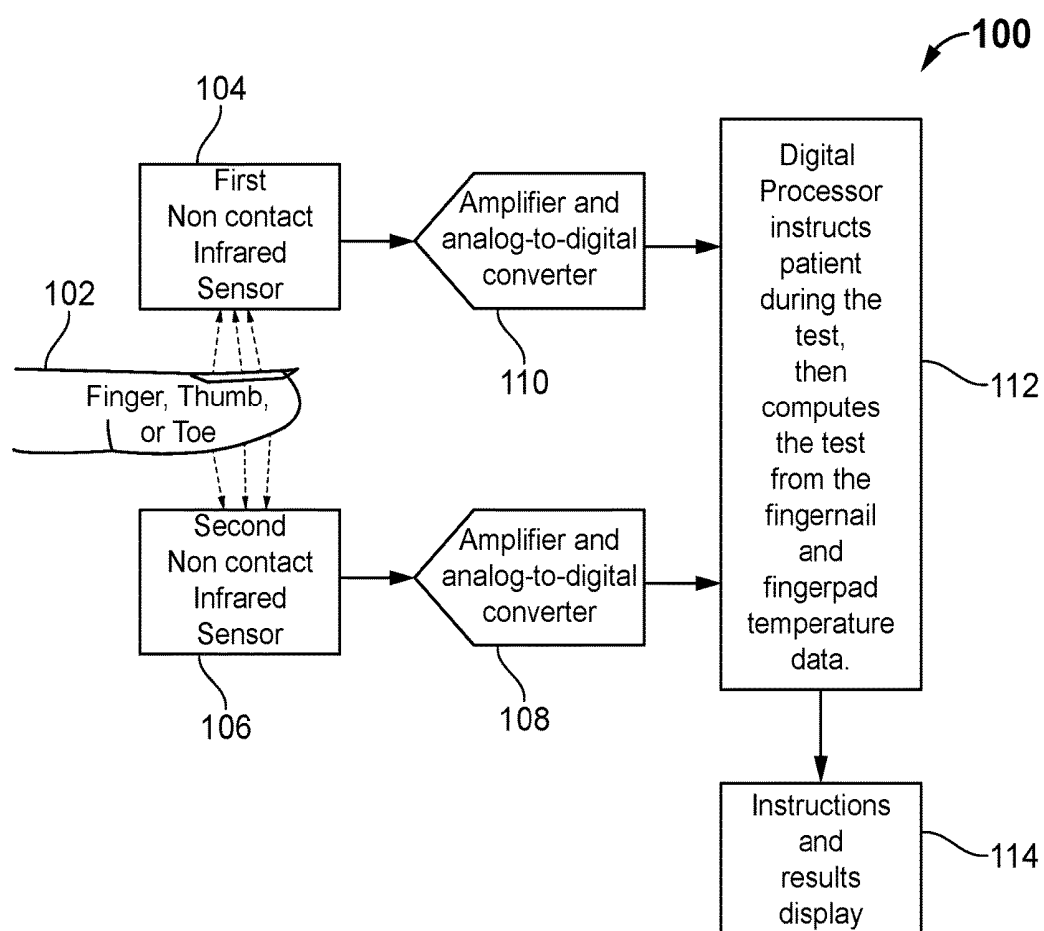 100
104
First
Non contact
Infrared
Sensor
Amplifier and
analog-to-digital
converter
110
Digital
Processor
instructs
patient
during the
test,
then
computes
the test
from the
fingernail
and
fingerpad
temperature
data.
112
102
Finger, Thumb,
or Toe
Second
Non contact
Infrared
Sensor
106
Amplifier and
analog-to-digital
converter
108
Instructions
and
results
display
114